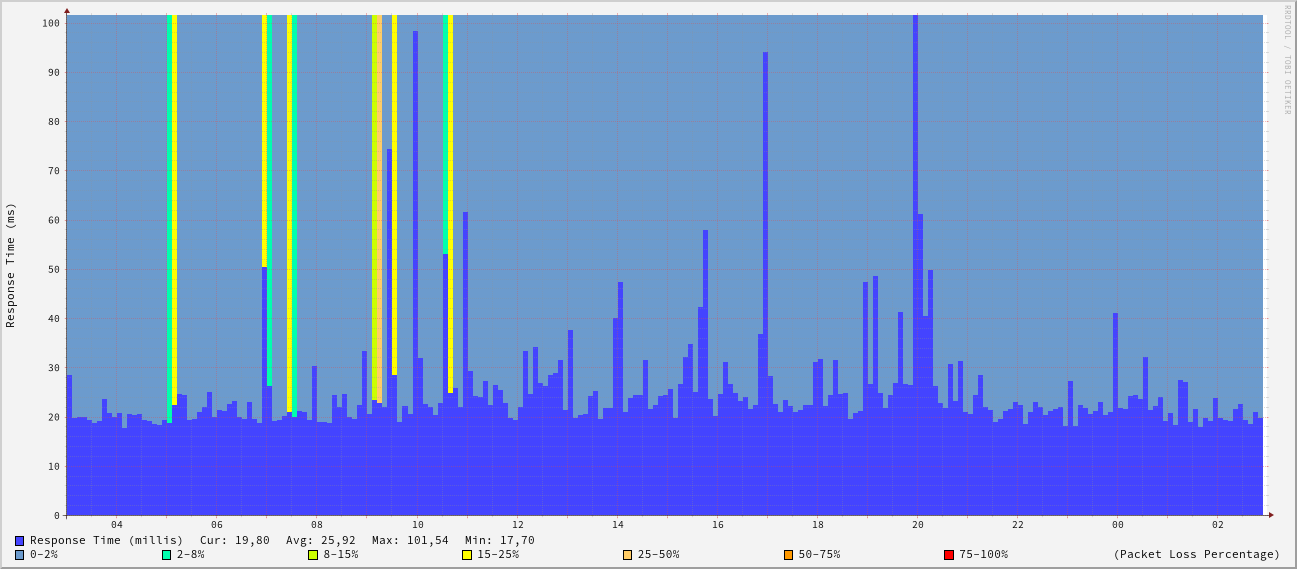 RRDTOOL / TOBI OETIKER
Response Time (ms)
100
90
80
70
60
50
40
30
20
10
0
04 06 08 10 12 14 16 18 20 22 00 02
Response Time (millis) Cur: 19,80 Avg: 25,92 Max: 101,54 Min: 17,70
0-2% 2-8% 8-15% 15-25% 25-50% 50-75% 75-100% (Packet Loss Percentage)